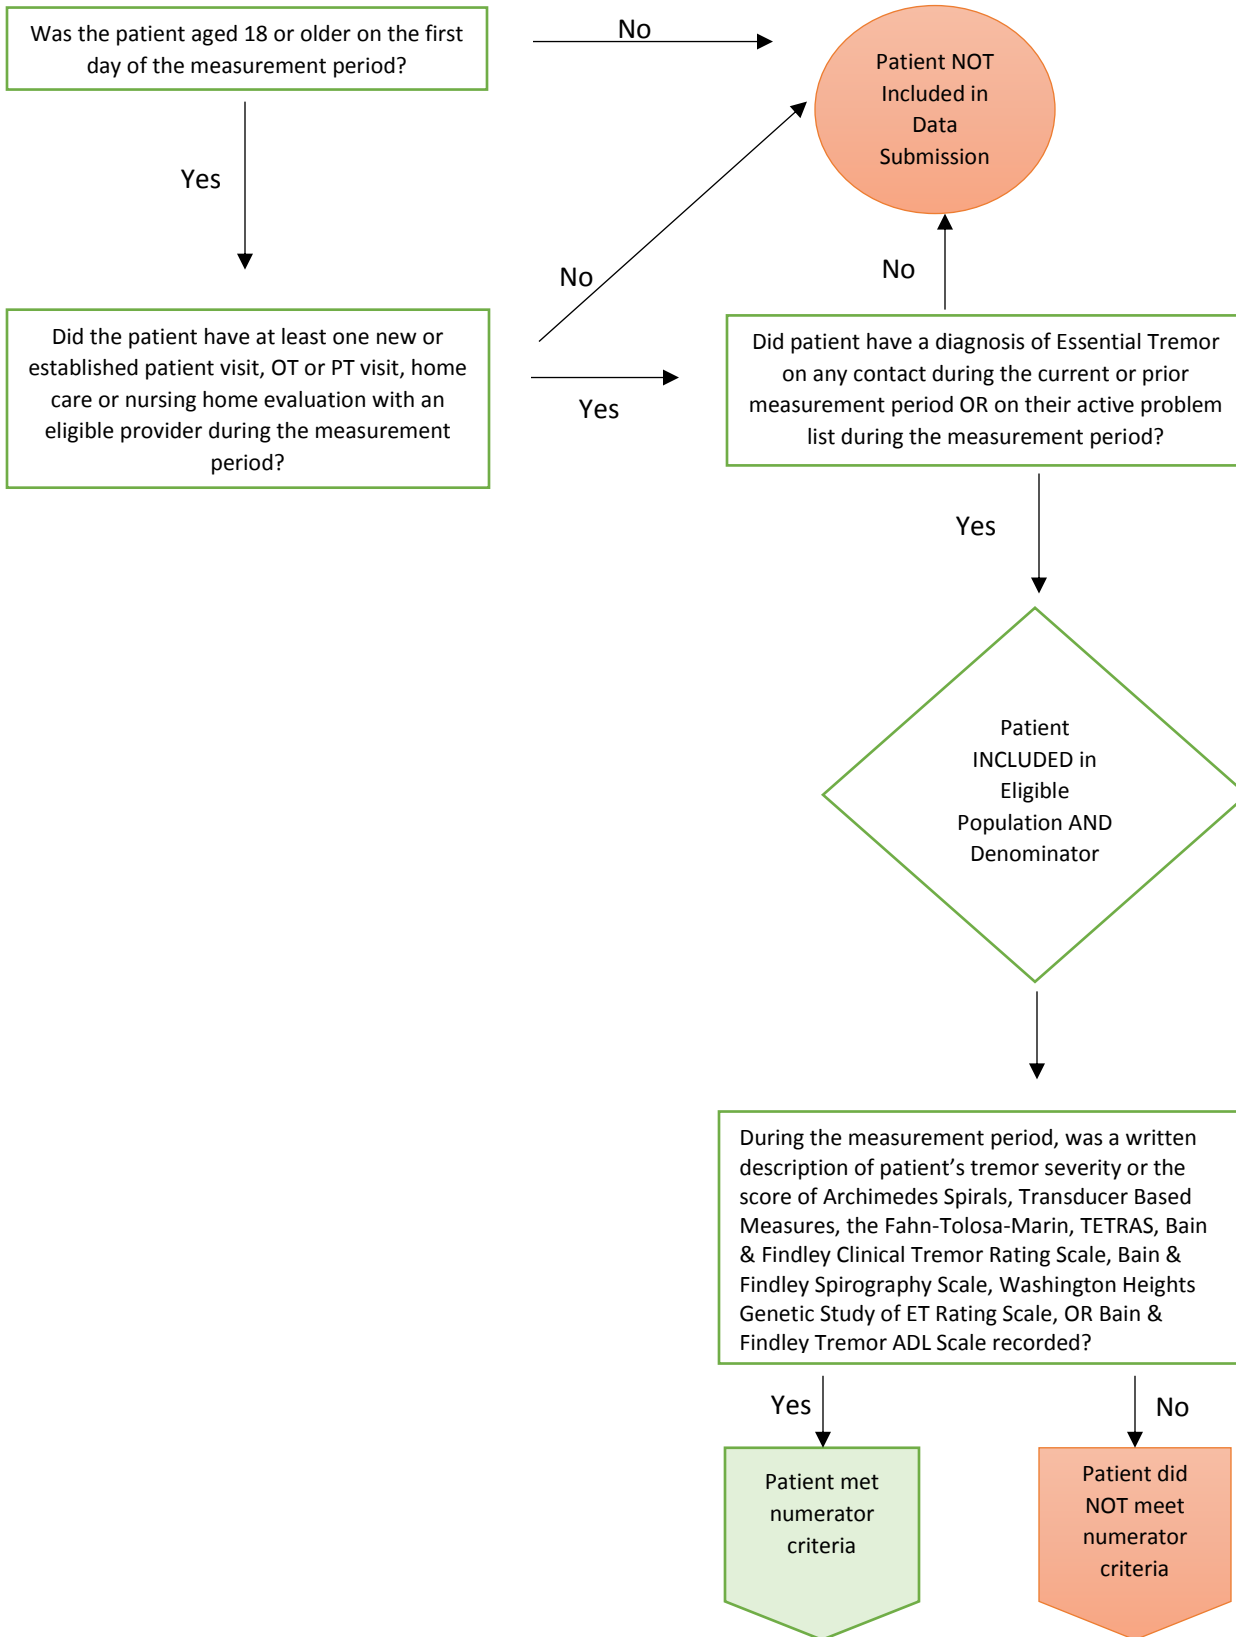 Was the patient aged 18 or older on the first
day of the measurement period?
No
Patient NOT
Included in
Data
Submission
Yes
No
No
Did the patient have at least one new or
established patient visit, OT or PT visit, home
care or nursing home evaluation with an
eligible provider during the measurement
period?
Yes
Did patient have a diagnosis of Essential Tremor
on any contact during the current or prior
measurement period OR on their active problem
list during the measurement period?
Yes
Patient
INCLUDED in
Eligible
Population AND
Denominator
During the measurement period, was a written
description of patient’s tremor severity or the
score of Archimedes Spirals, Transducer Based
Measures, the Fahn-Tolosa-Marin, TETRAS, Bain
& Findley Clinical Tremor Rating Scale, Bain &
Findley Spirography Scale, Washington Heights
Genetic Study of ET Rating Scale, OR Bain &
Findley Tremor ADL Scale recorded?
Yes
No
Patient met
numerator
criteria
Patient did
NOT meet
numerator
criteria